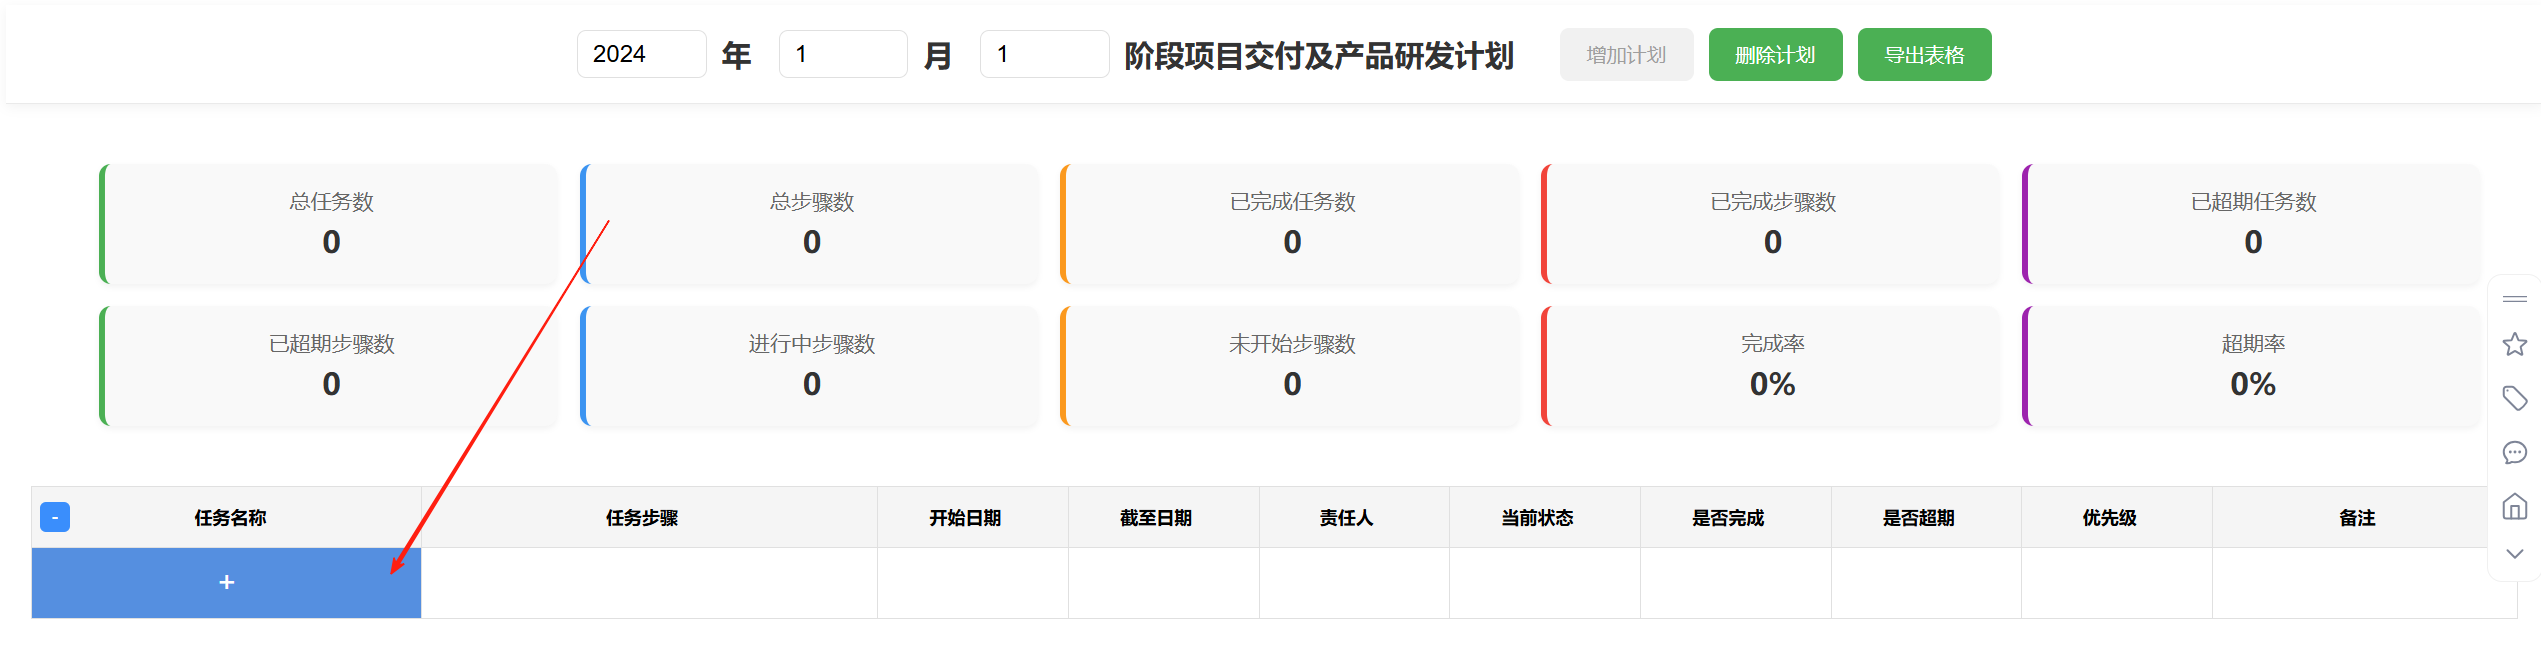 2024 年 1 月 1 阶段项目交付及产品研发计划 增加计划 删除计划 导出表格
总任务数 总步骤数 已完成任务数 已完成步骤数 已超期任务数
0 0 0 0 0
已超期步骤数 进行中步骤数 未开始步骤数 完成率 超期率
0 0 0 0% 0%
- 任务名称 任务步骤 开始日期 截至日期 责任人 当前状态 是否完成 是否超期 优先级 备注
+